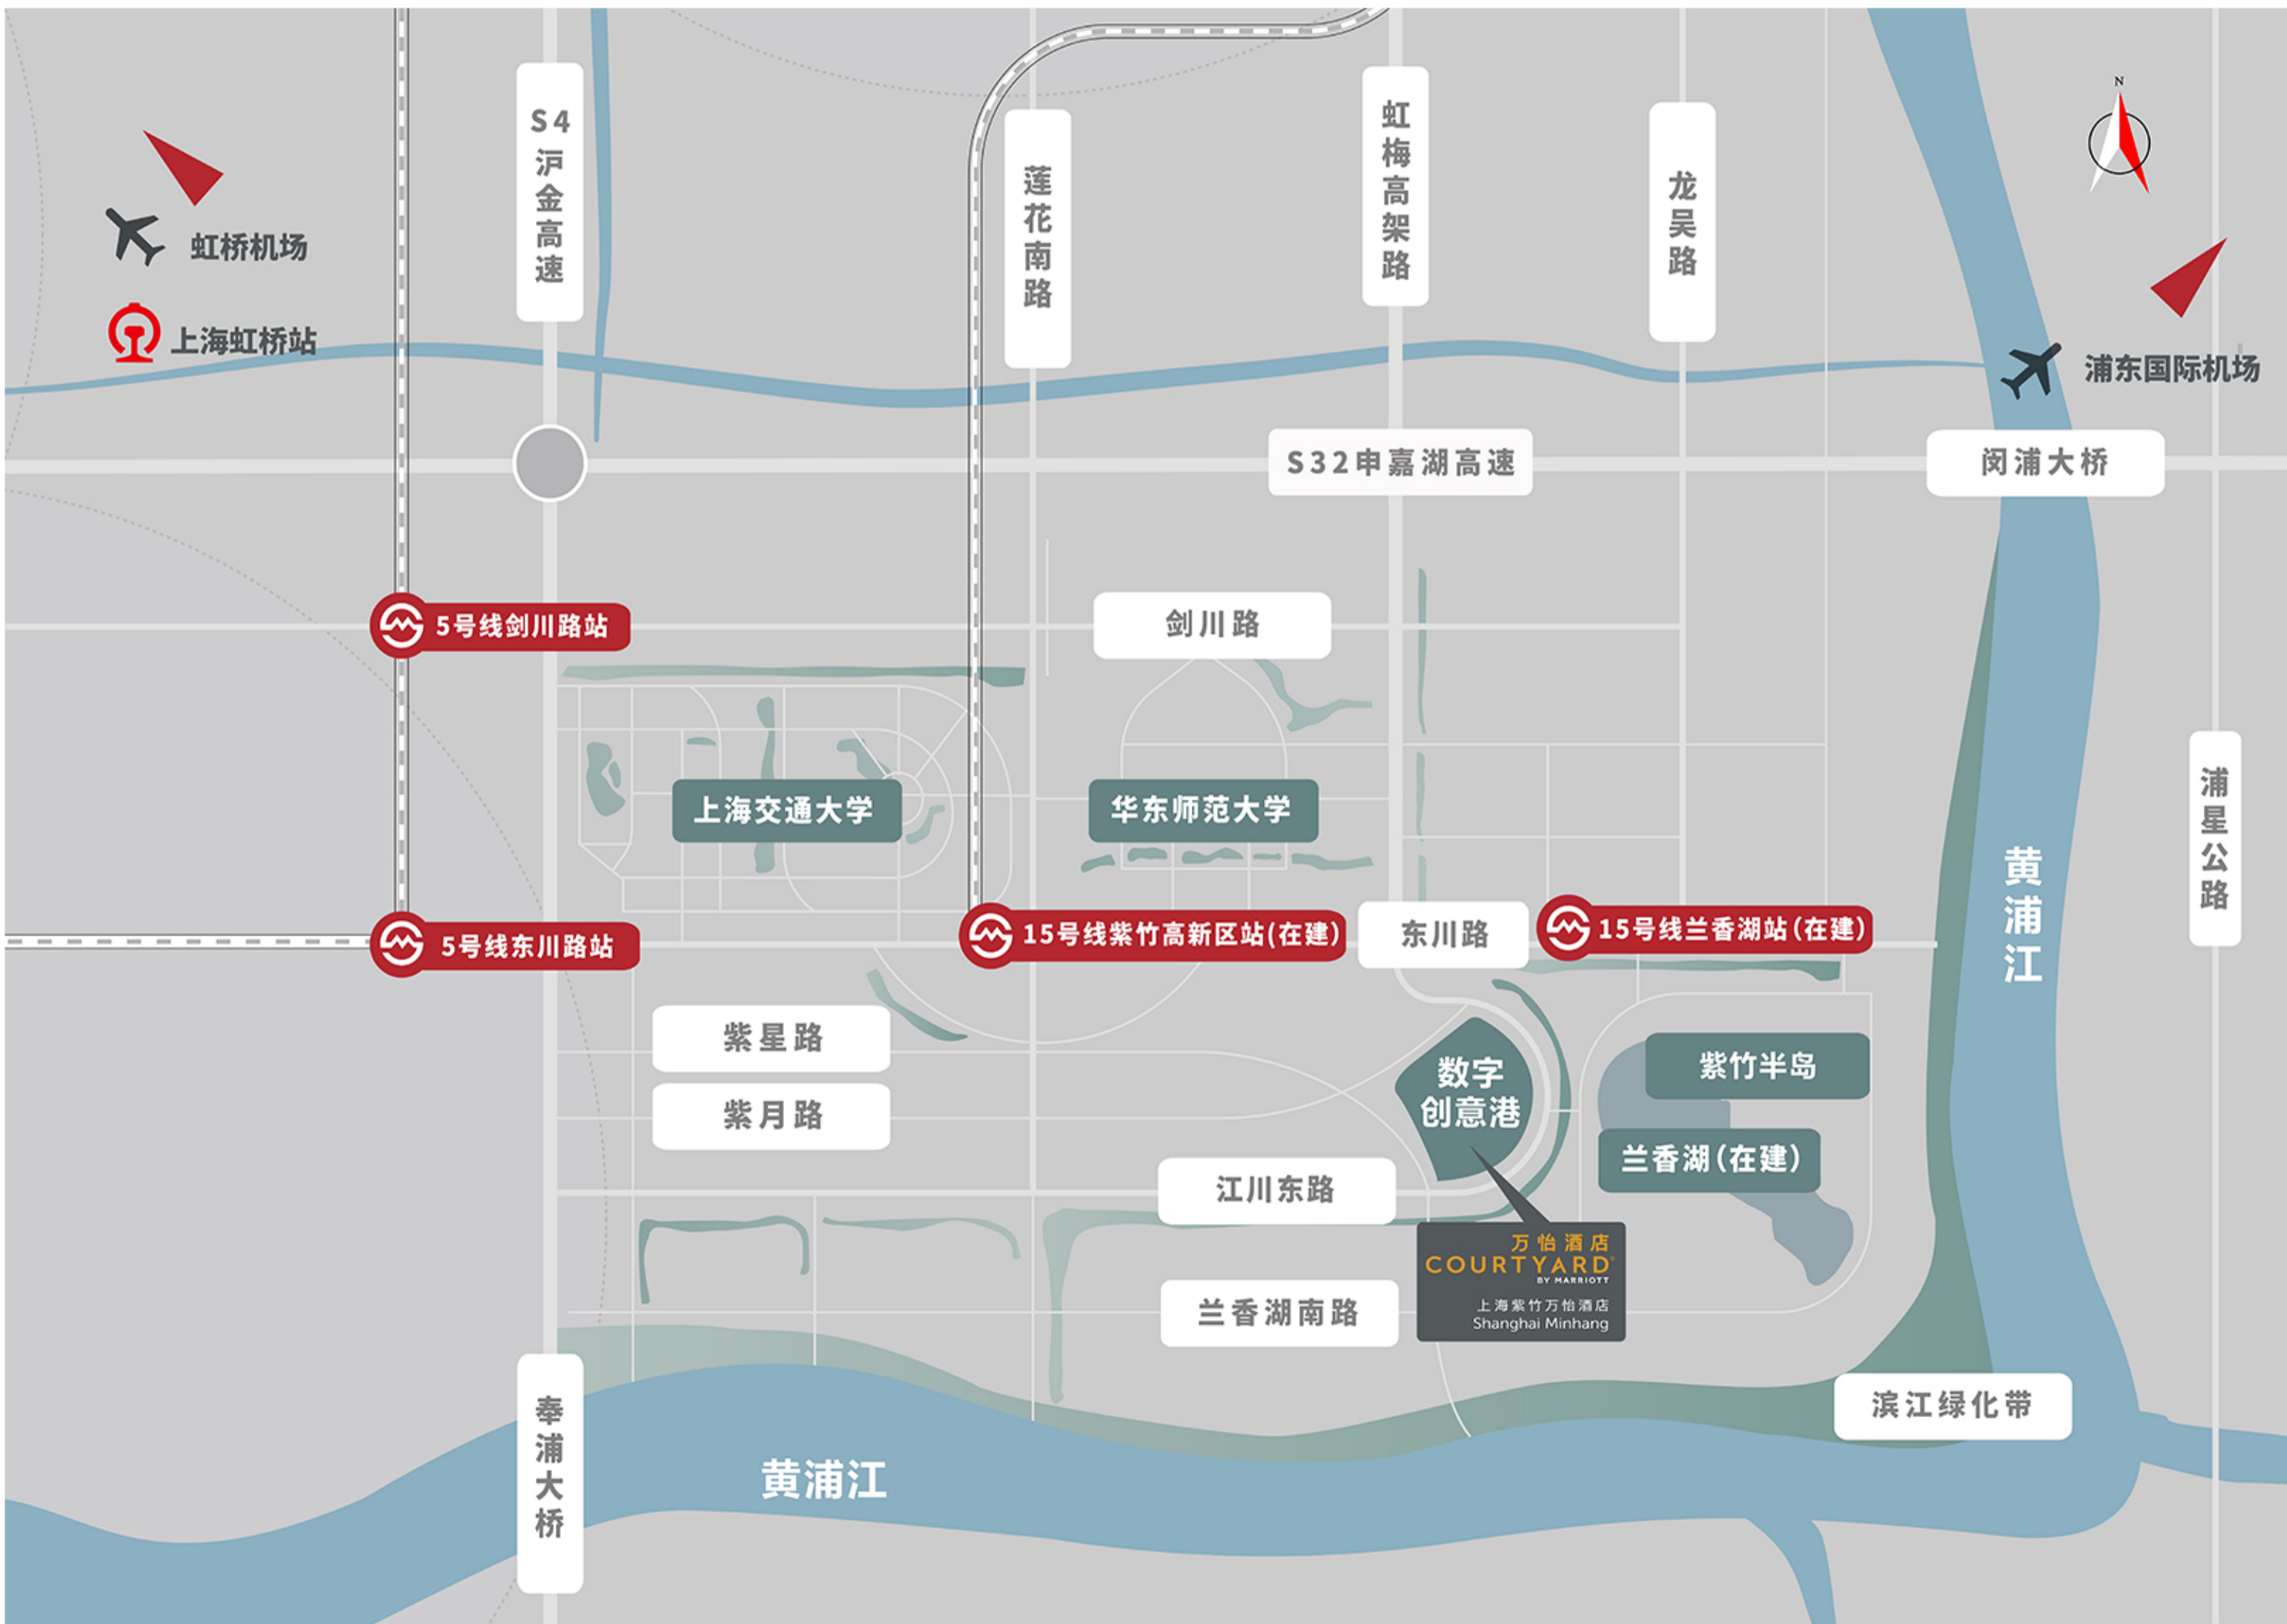 N
S4沪金高速
莲花南路
虹梅高架路
龙吴路
虹桥机场
上海虹桥站
浦东国际机场
S32申嘉湖高速
闵浦大桥
5号线剑川路站
剑川路
上海交通大学
华东师范大学
浦星公路
黄浦江
5号线东川路站
15号线紫竹高新区站(在建)
东川路
15号线兰香湖站(在建)
紫星路
数字
创意港
紫竹半岛
紫月路
兰香湖(在建)
江川东路
万怡酒店
COURTYARD®
BY MARRIOTT
上海紫竹万怡酒店
Shanghai Minhang
兰香湖南路
滨江绿化带
奉浦大桥
黄浦江